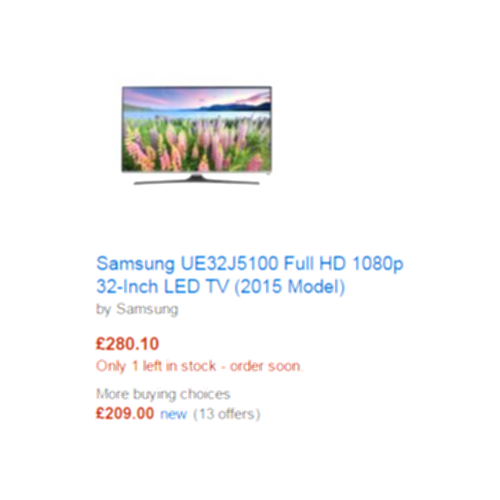 Samsung UE32J5100 Full HD 1080p
32-Inch LED TV (2015 Model)
by Samsung
£280.10
Only 1 left in stock - order soon.
More buying choices
£209.00 new (13 offers)